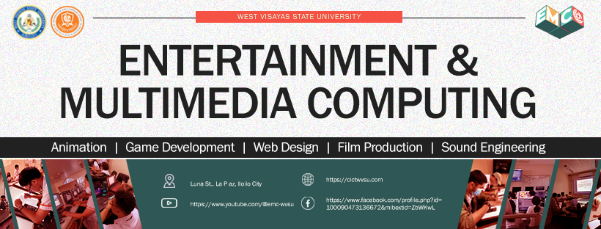 WEST VISAYAS STATE UNIVERSITY
EMC
ENTERTAINMENT &
MULTIMEDIA COMPUTING
Animation | Game Development | Web Design | Film Production | Sound Engineering
Luna St., La Paz, Iloilo City
https://cictwvsu.com
https://www.youtube.com/@emc-wvsu
https://www.facebook.com/profile.php?id=
100090473136672&mibextid=ZbWKwL